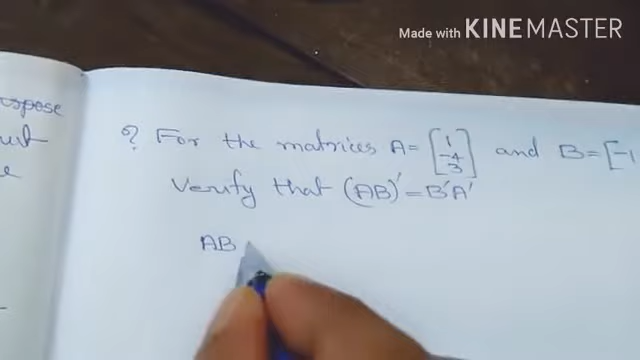 Made with KINEMASTER
? For the matrices A = [1 -4 3] and B = [-1
Verify that (AB)' = B'A'
AB